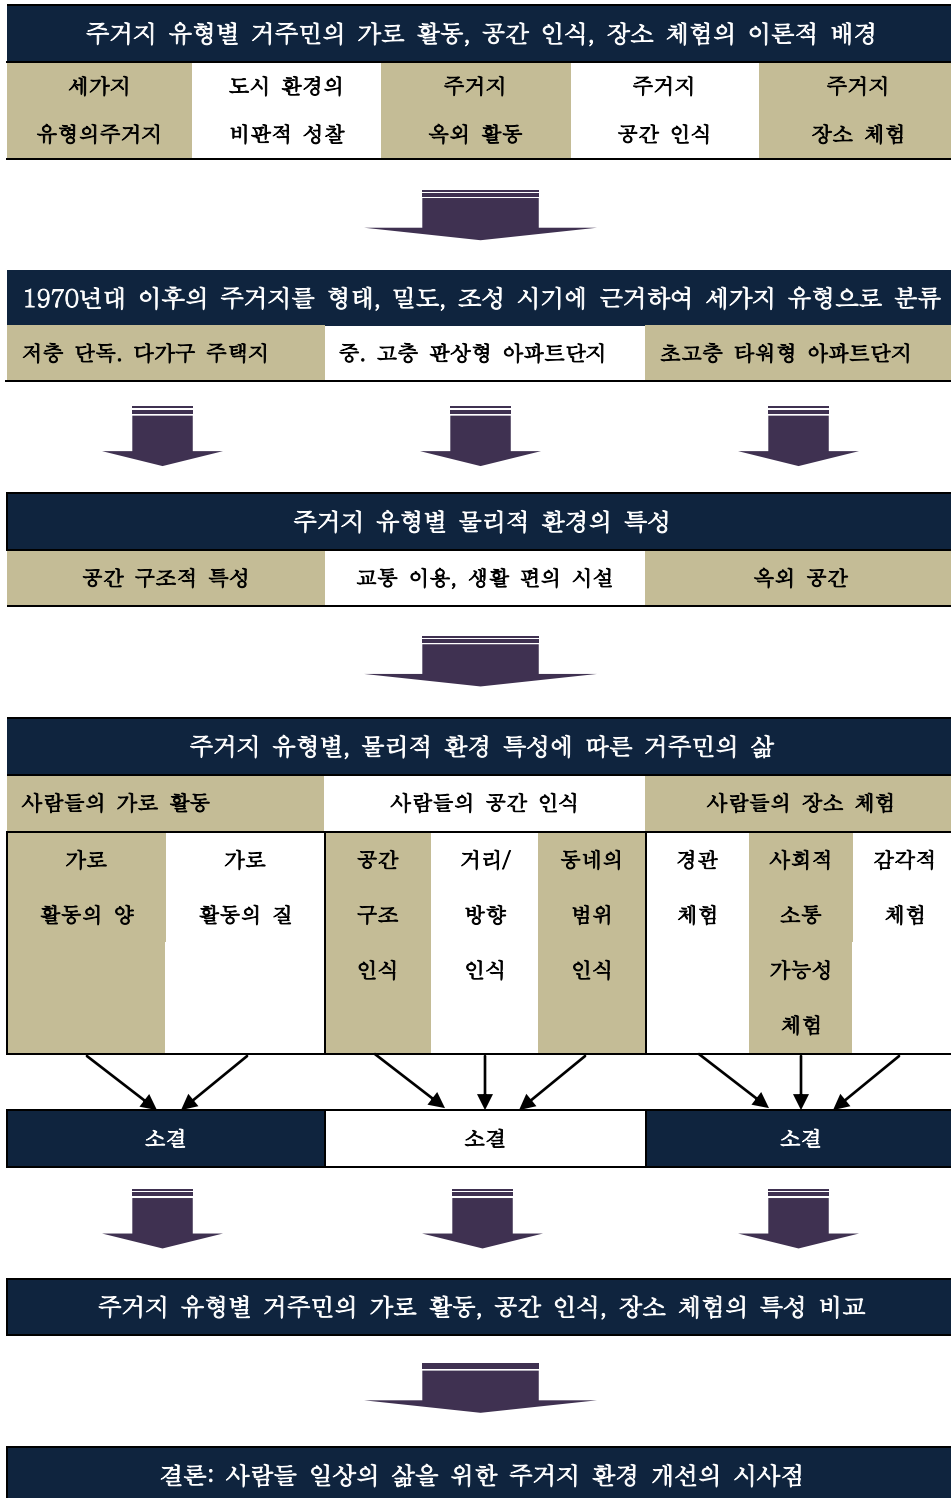 주거지 유형별 거주민의 가로 활동, 공간 인식, 장소 체험의 이론적 배경
세가지
유형의주거지
도시 환경의
비판적 성찰
주거지
옥외 활동
주거지
공간 인식
주거지
장소 체험
1970년대 이후의 주거지를 형태, 밀도, 조성 시기에 근거하여 세가지 유형으로 분류
저층 단독. 다가구 주택지
중. 고층 판상형 아파트단지
초고층 타워형 아파트단지
주거지 유형별 물리적 환경의 특성
공간 구조적 특성
교통 이용, 생활 편의 시설
옥외 공간
주거지 유형별, 물리적 환경 특성에 따른 거주민의 삶
사람들의 가로 활동
사람들의 공간 인식
사람들의 장소 체험
가로
활동의 양
가로
활동의 질
공간
구조
인식
거리/
방향
인식
동네의
범위
인식
경관
체험
사회적
소통
가능성
체험
감각적
체험
소결
소결
소결
주거지 유형별 거주민의 가로 활동, 공간 인식, 장소 체험의 특성 비교
결론: 사람들 일상의 삶을 위한 주거지 환경 개선의 시사점